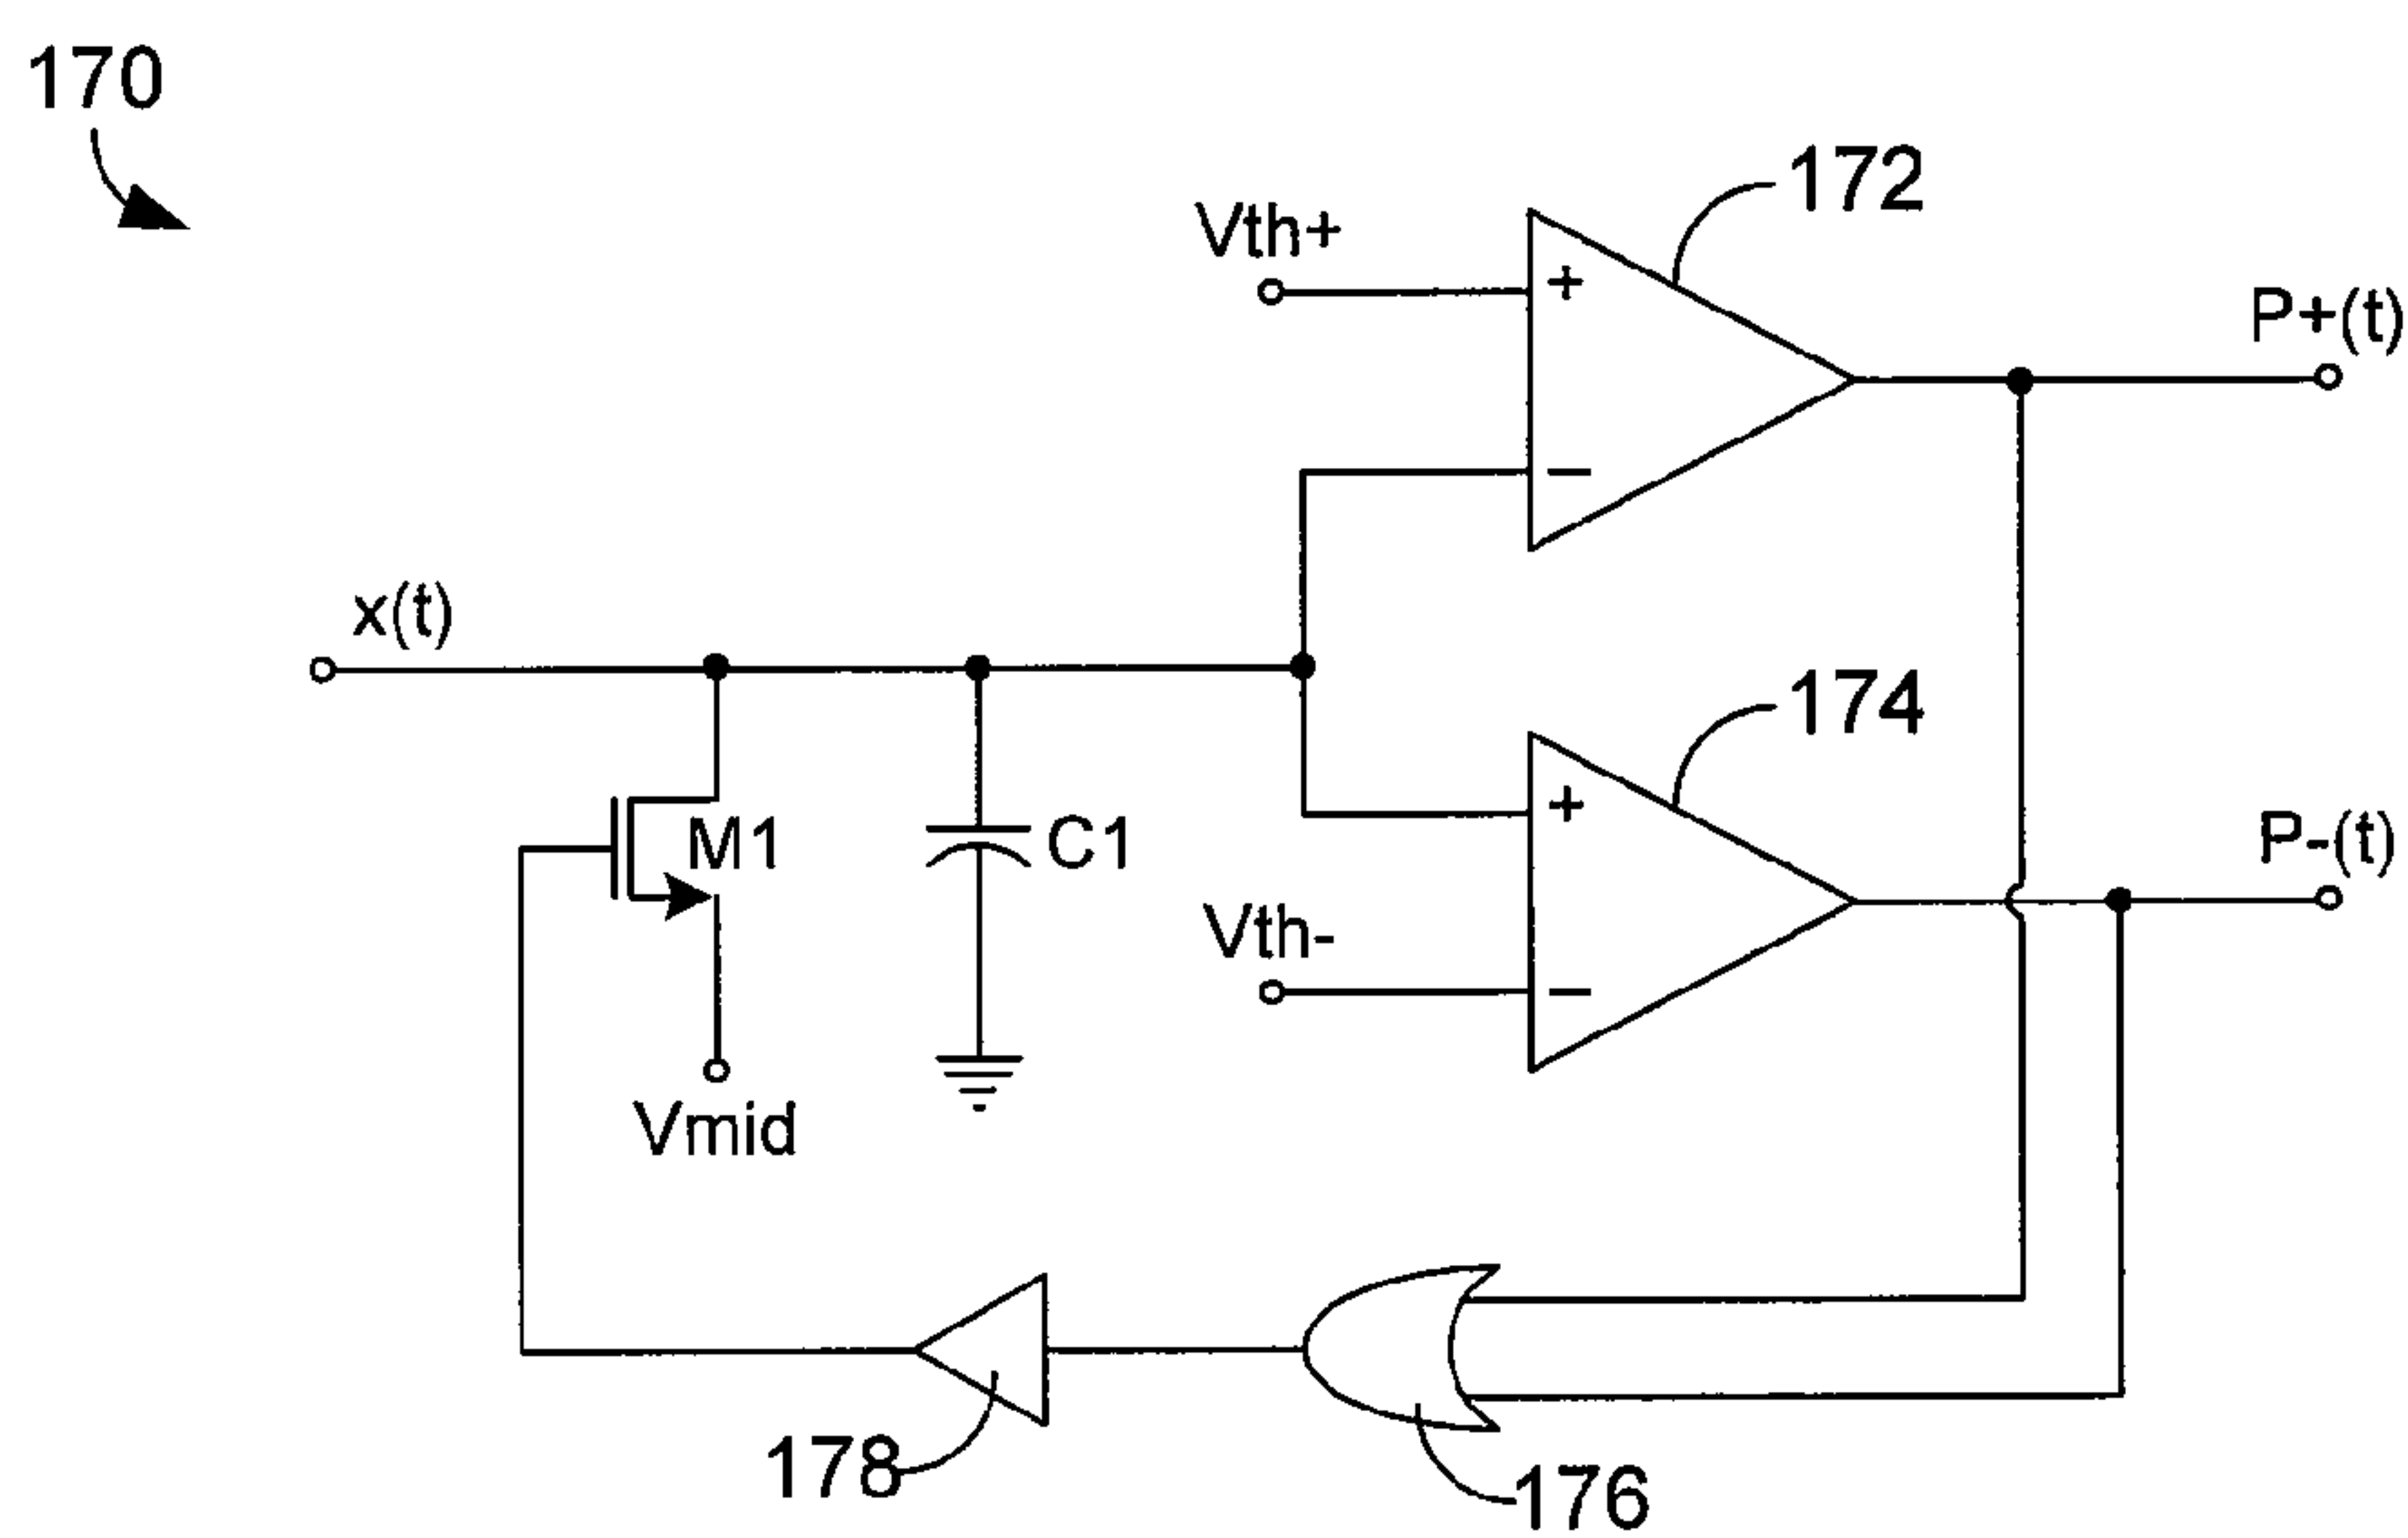 170
172
Vth+
+
P+(t)
−
x(t)
174
+
M1
C1
P-(t)
Vth-
−
Vmid
178
176